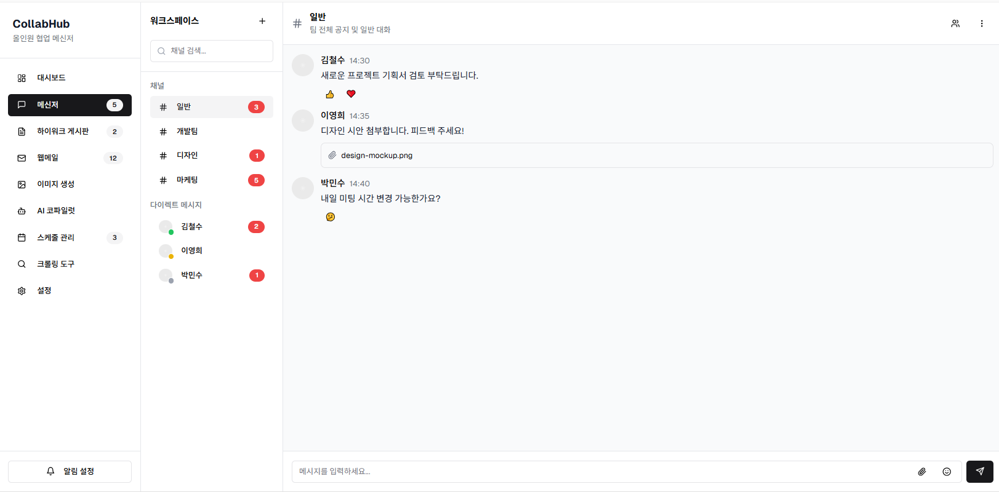 CollabHub
올인원 협업 메신저
대시보드
메신저 5
하이워크 게시판 2
웹메일 12
이미지 생성
AI 코파일럿
스케줄 관리 3
크롤링 도구
설정
알림 설정
워크스페이스
채널 검색...
채널
일반 3
개발팀
디자인 1
마케팅 5
다이렉트 메시지
김철수 2
이영희
박민수 1
일반
팀 전체 공지 및 일반 대화
김철수 14:30
새로운 프로젝트 기획서 검토 부탁드립니다.
이영희 14:35
디자인 시안 첨부합니다. 피드백 주세요!
design-mockup.png
박민수 14:40
내일 미팅 시간 변경 가능한가요?
메시지를 입력하세요...